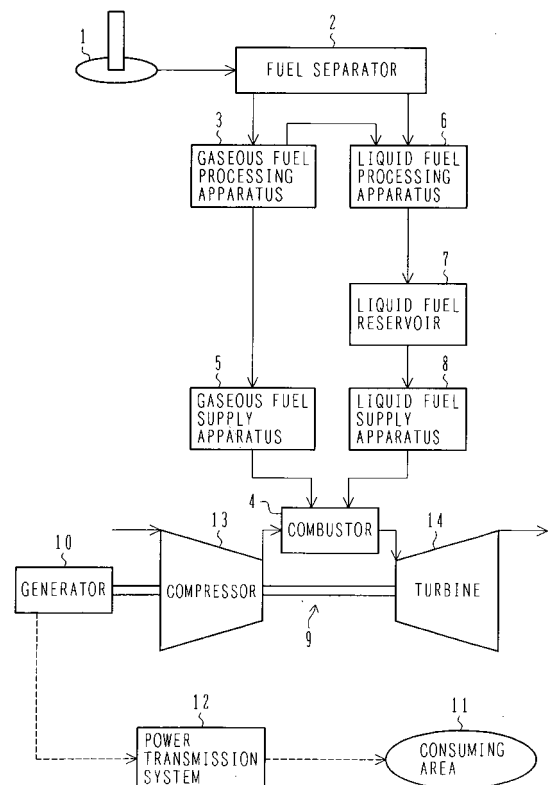 1
2
FUEL SEPARATOR
3
6
GASEOUS FUEL
PROCESSING
APPARATUS
LIQUID FUEL
PROCESSING
APPARATUS
7
LIQUID FUEL
RESERVOIR
5
8
GASEOUS FUEL
SUPPLY
APPARATUS
LIQUID FUEL
SUPPLY
APPARATUS
4
COMBUSTOR
13
14
10
GENERATOR
COMPRESSOR
TURBINE
9
12
11
POWER
TRANSMISSION
SYSTEM
CONSUMING
AREA